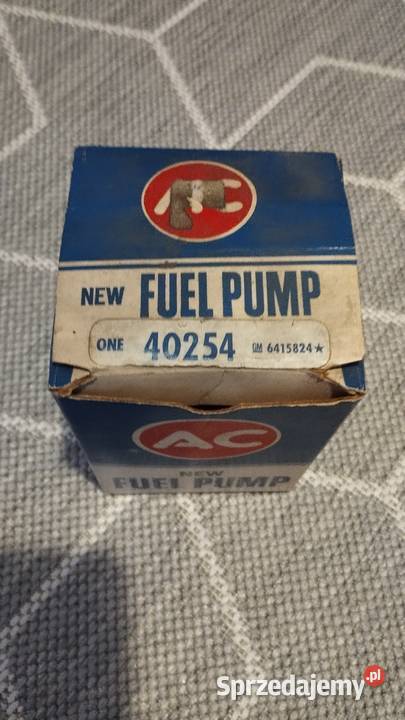 AC
NEW FUEL PUMP
ONE 40254 GM 6415824★
AC
NEW
FUEL PUMP
Sprzedajemy.pl